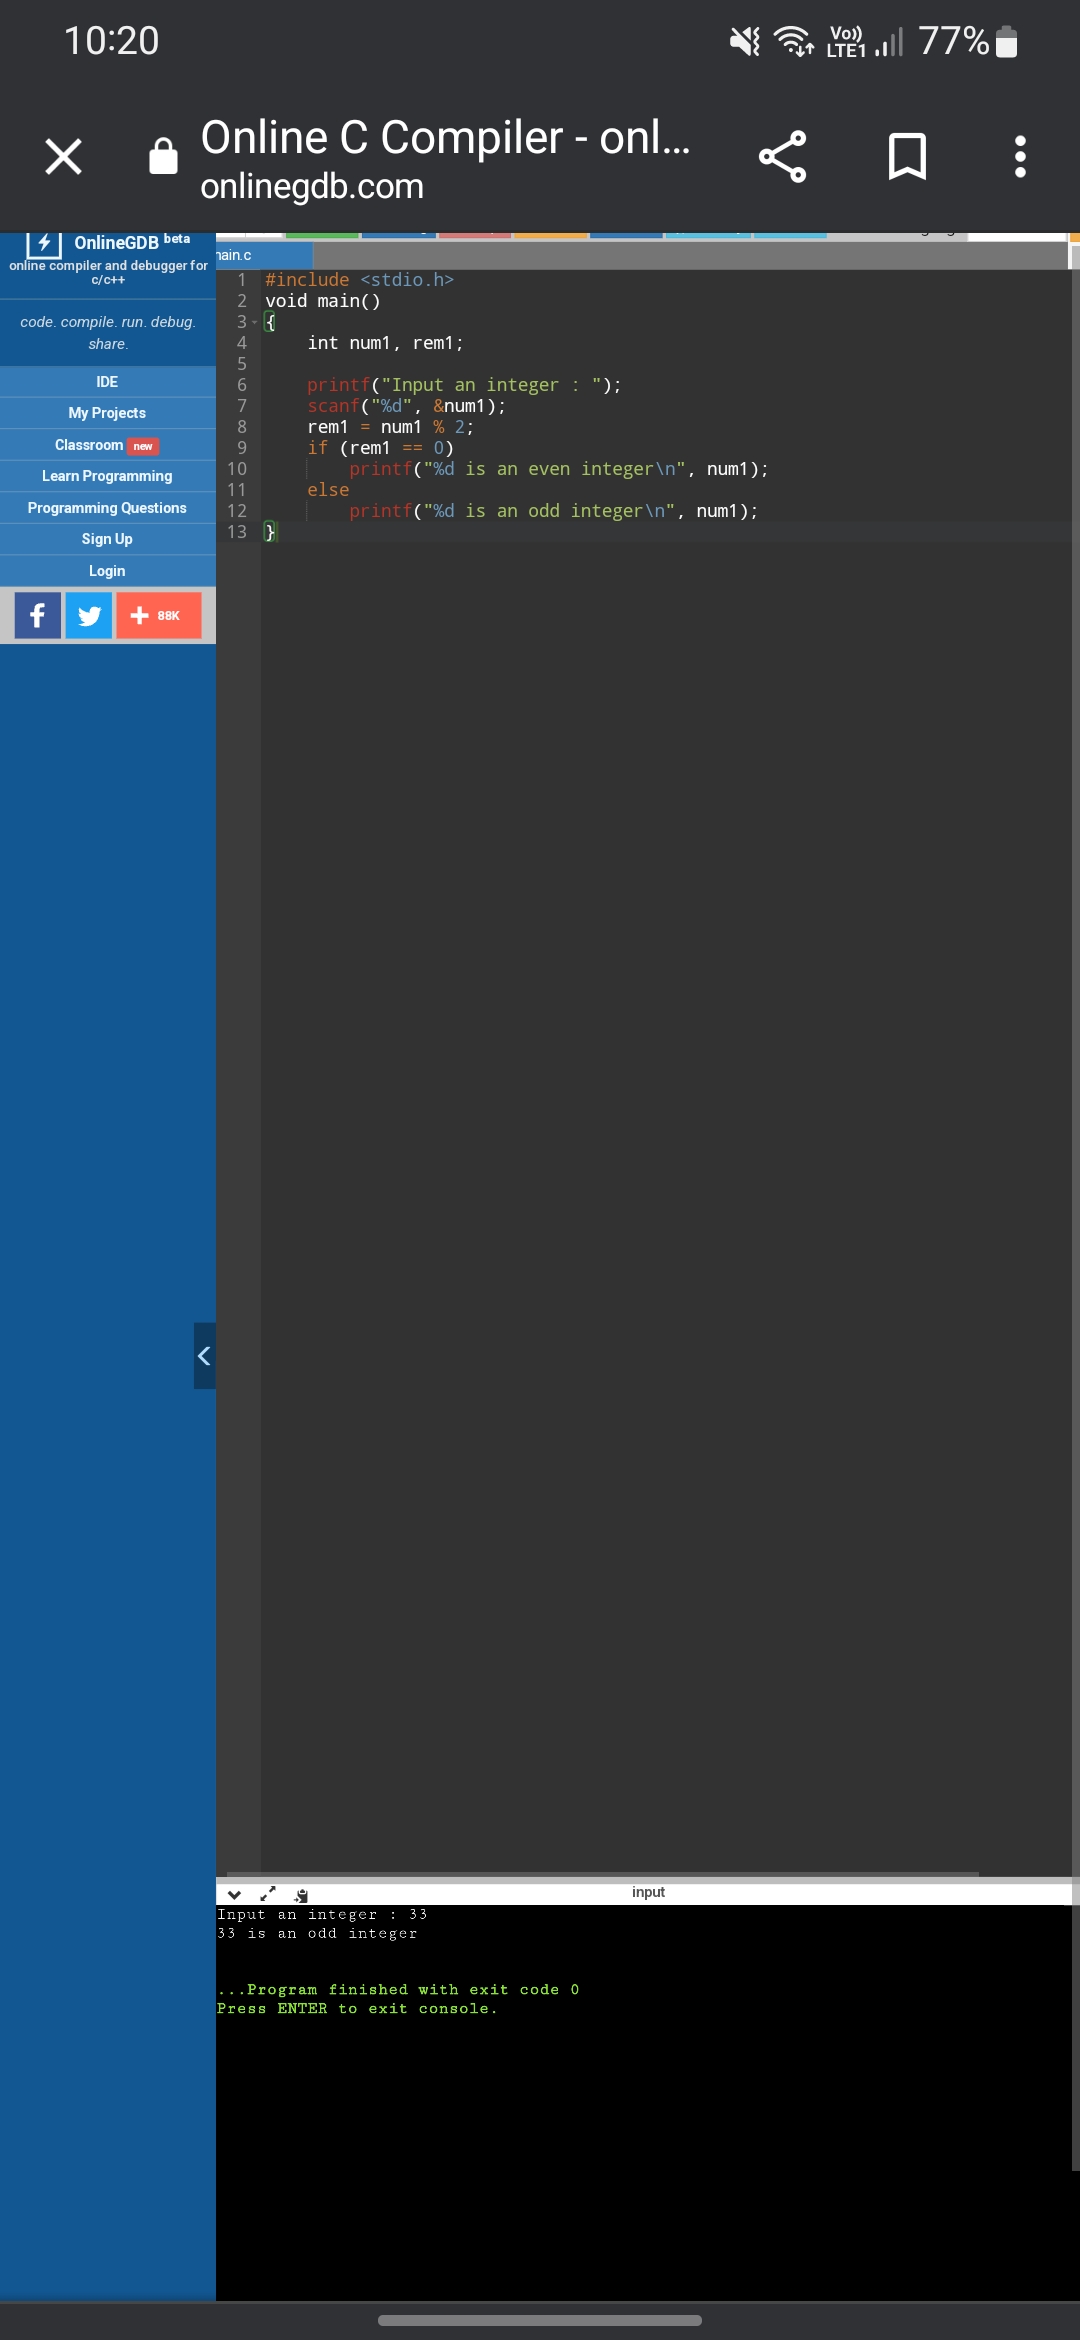 10:20
Vo)) LTE1 77%
Online C Compiler - onl...
onlinegdb.com
OnlineGDB beta
online compiler and debugger for c/c++
code. compile. run. debug. share.
IDE
My Projects
Classroom new
Learn Programming
Programming Questions
Sign Up
Login
f + 88K
main.c
1 #include <stdio.h>
2 void main()
3 {
4     int num1, rem1;
5
6     printf("Input an integer : ");
7     scanf("%d", &num1);
8     rem1 = num1 % 2;
9     if (rem1 == 0)
10         printf("%d is an even integer\n", num1);
11     else
12         printf("%d is an odd integer\n", num1);
13 }
input
Input an integer : 33
33 is an odd integer
...Program finished with exit code 0
Press ENTER to exit console.